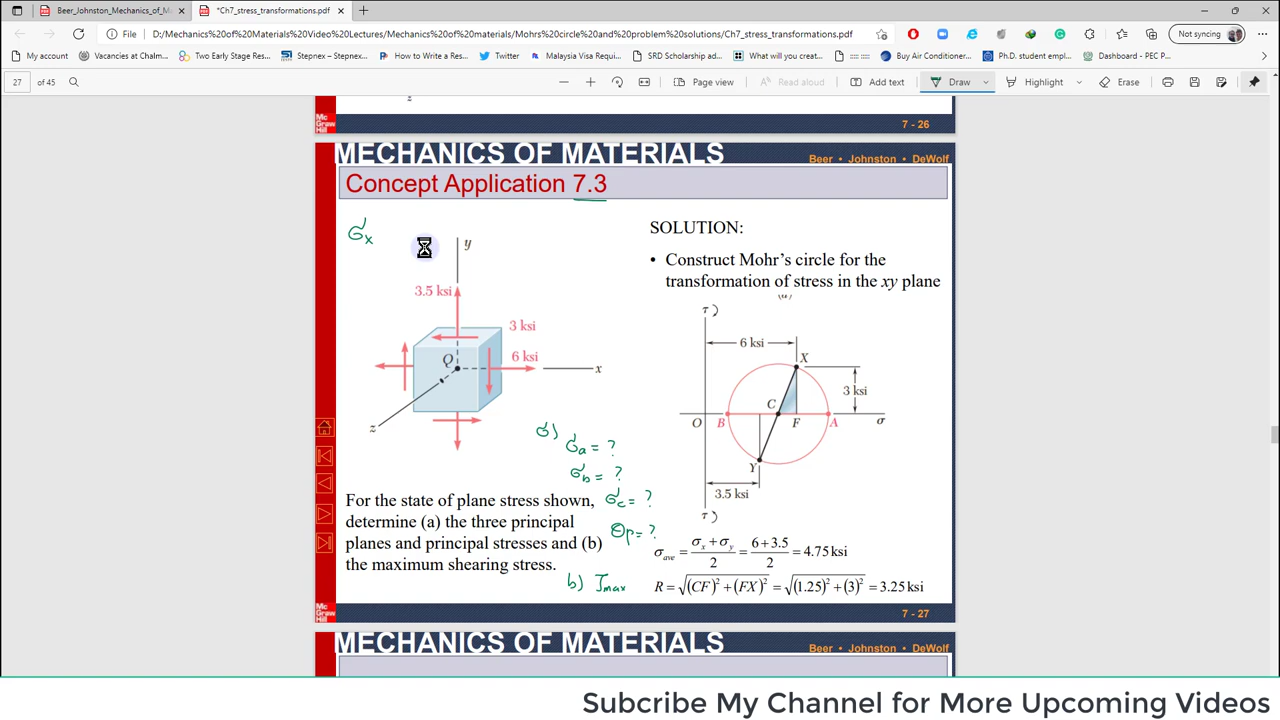 Beer_Johnston_Mechanics_of_M
*Ch7_stress_transformations.pdf
File
D:/Mechanics%20of%20Materials%20Video%20Lectures/Mechanics%20of%20materials/Mohrs%20circle%20and%20problem%20solutions/Ch7_stress_transformations.pdf
Not syncing
My account
Vacancies at Chalm...
Two Early Stage Res...
Stepnex - Stepnex...
How to Write a Res...
Twitter
Malaysia Visa Requi...
SRD Scholarship ad...
What will you creat...
Buy Air Conditioner...
Ph.D. student empl...
Dashboard - PEC P...
27 of 45
Page view
Read aloud
Add text
Draw
Highlight
Erase
z
Mc
Graw
Hill
7 - 26
MECHANICS OF MATERIALS
Beer • Johnston • DeWolf
Concept Application 7.3
σx
y
3.5 ksi
3 ksi
Q
6 ksi
x
z
a)
σa = ?
σb = ?
σc = ?
θp = ?
For the state of plane stress shown,
determine (a) the three principal
planes and principal stresses and (b)
the maximum shearing stress.
b) τmax
SOLUTION:
• Construct Mohr’s circle for the
transformation of stress in the xy plane
(a)
τ
6 ksi
X
3 ksi
C
O
B
F
A
σ
Y
3.5 ksi
τ
σave = σx + σy / 2 = 6 + 3.5 / 2 = 4.75 ksi
R = √(CF)² + (FX)² = √(1.25)² + (3)² = 3.25 ksi
Mc
Graw
Hill
7 - 27
MECHANICS OF MATERIALS
Beer • Johnston • DeWolf
Subcribe My Channel for More Upcoming Videos